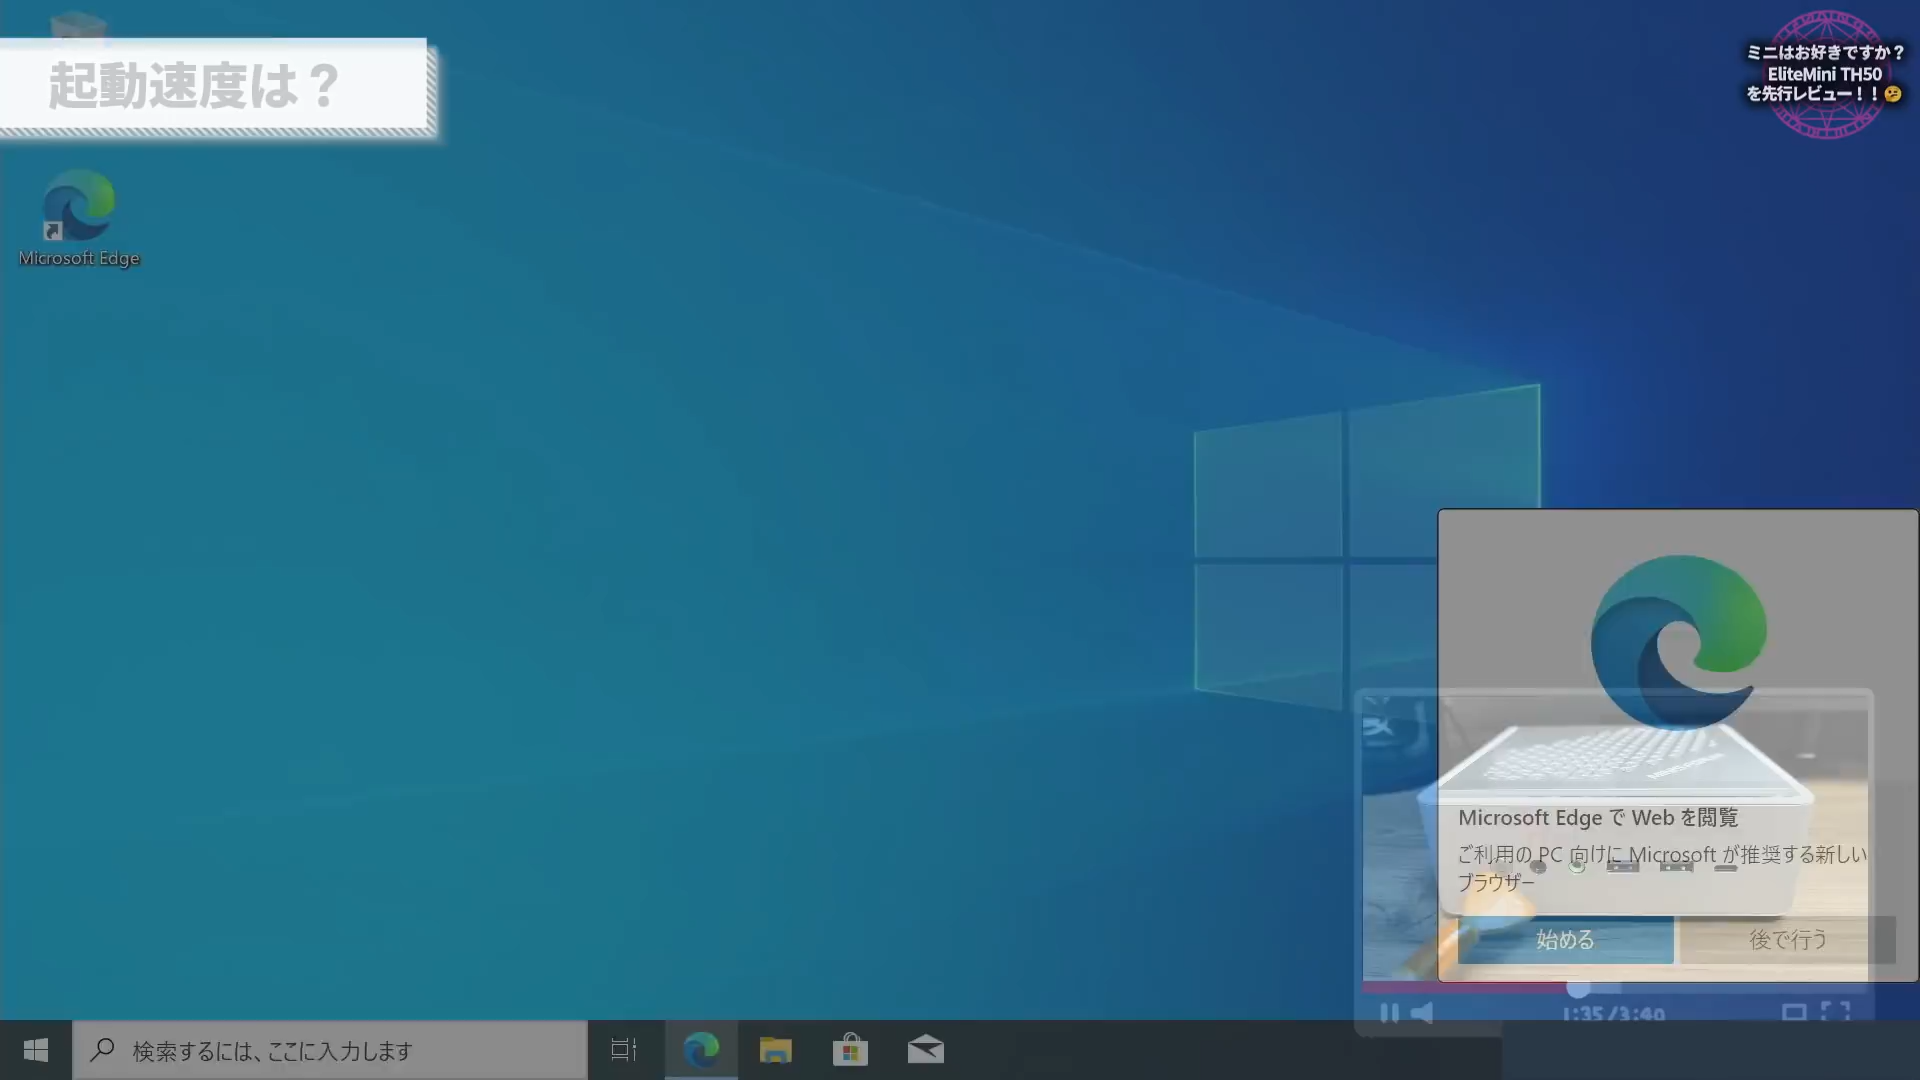 起動速度は？
ミニはお好きですか？
EliteMini TH50
を先行レビュー！！🤔
Microsoft Edge
Microsoft Edge で Web を閲覧
ご利用の PC 向けに Microsoft が推奨する新しい
ブラウザー
始める
後で行う
1:35 / 3:40
検索するには、ここに入力します